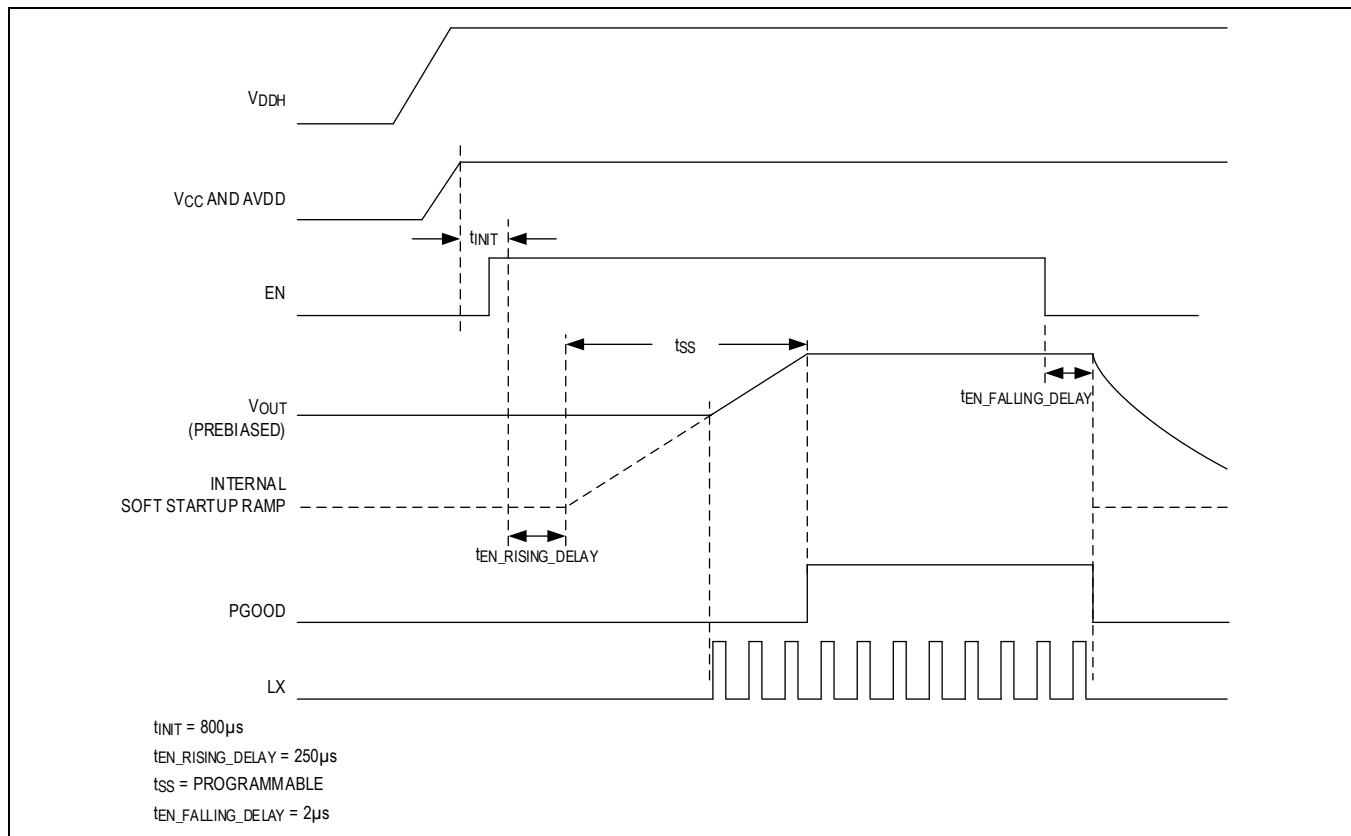 VDDH
VCC AND AVDD
tINIT
EN
tSS
tEN_FALLING_DELAY
VOUT
(PREBIASED)
INTERNAL
SOFT STARTUP RAMP
tEN_RISING_DELAY
PGOOD
LX
tINIT = 800µs
tEN_RISING_DELAY = 250µs
tSS = PROGRAMMABLE
tEN_FALLING_DELAY = 2µs